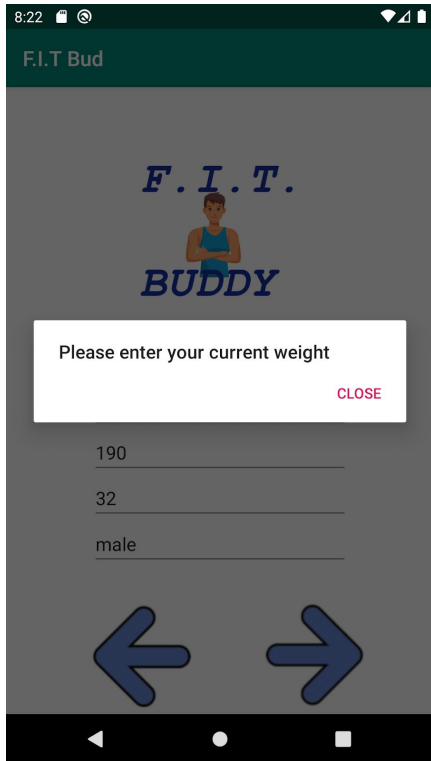 8:22
F.I.T Bud
F.I.T.
BUDDY
Please enter your current weight
CLOSE
190
32
male